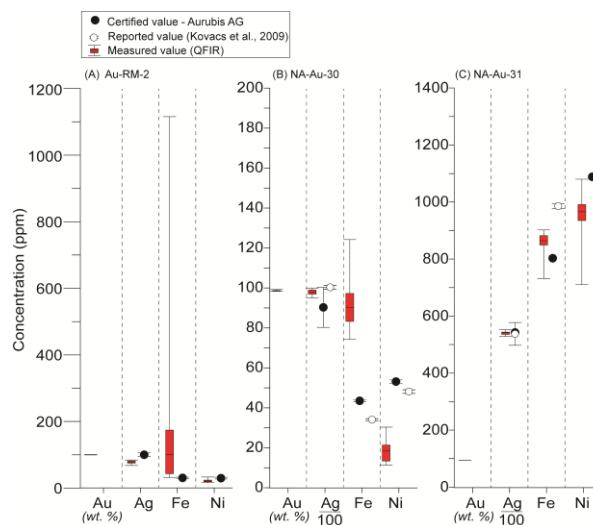 Certified value - Aurubis AG
Reported value (Kovacs et al., 2009)
Measured value (QFIR)
(A) Au-RM-2
(B) NA-Au-30
(C) NA-Au-31
Concentration (ppm)
1200
1000
800
600
400
200
0
200
180
160
140
120
100
80
60
40
20
0
1400
1200
1000
800
600
400
200
0
Au Ag Fe Ni
(wt. %)
Au Ag/100 Fe Ni
(wt. %)
Au Ag/100 Fe Ni
(wt. %)